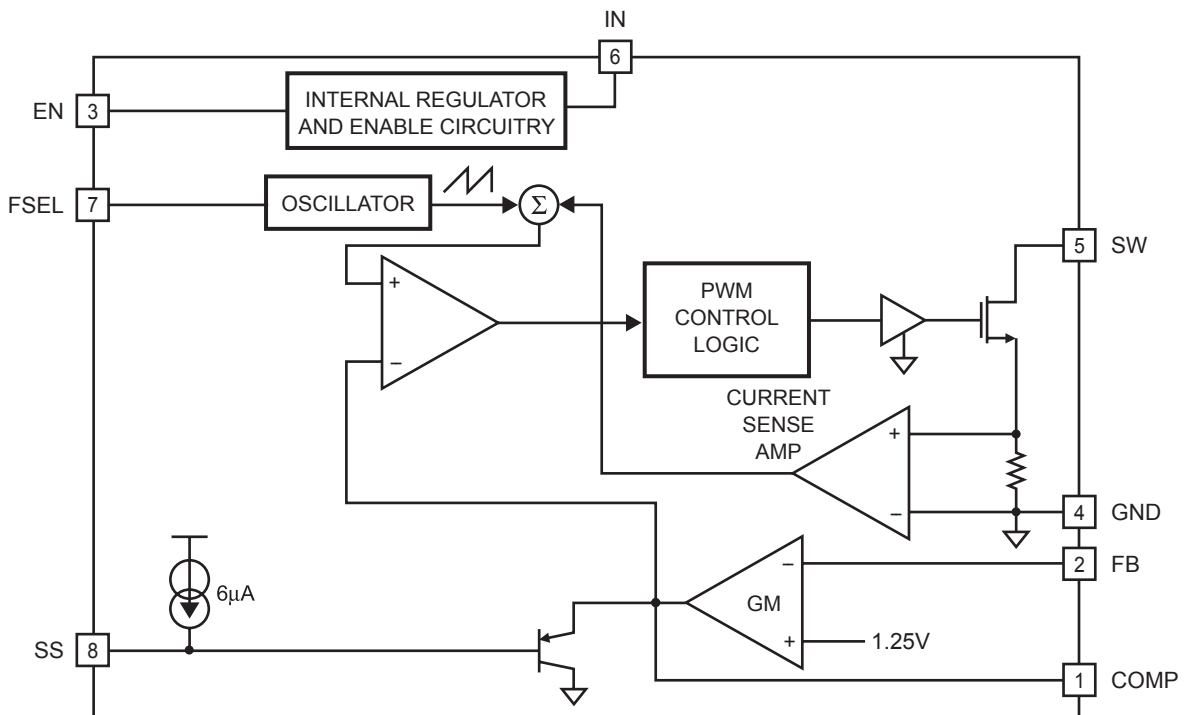 IN
6
EN
3
INTERNAL REGULATOR
AND ENABLE CIRCUITRY
FSEL
7
OSCILLATOR
Σ
5
SW
+
−
PWM
CONTROL
LOGIC
CURRENT
SENSE
AMP
+
−
4
GND
2
FB
−
GM
+
1.25V
6μA
SS
8
1
COMP